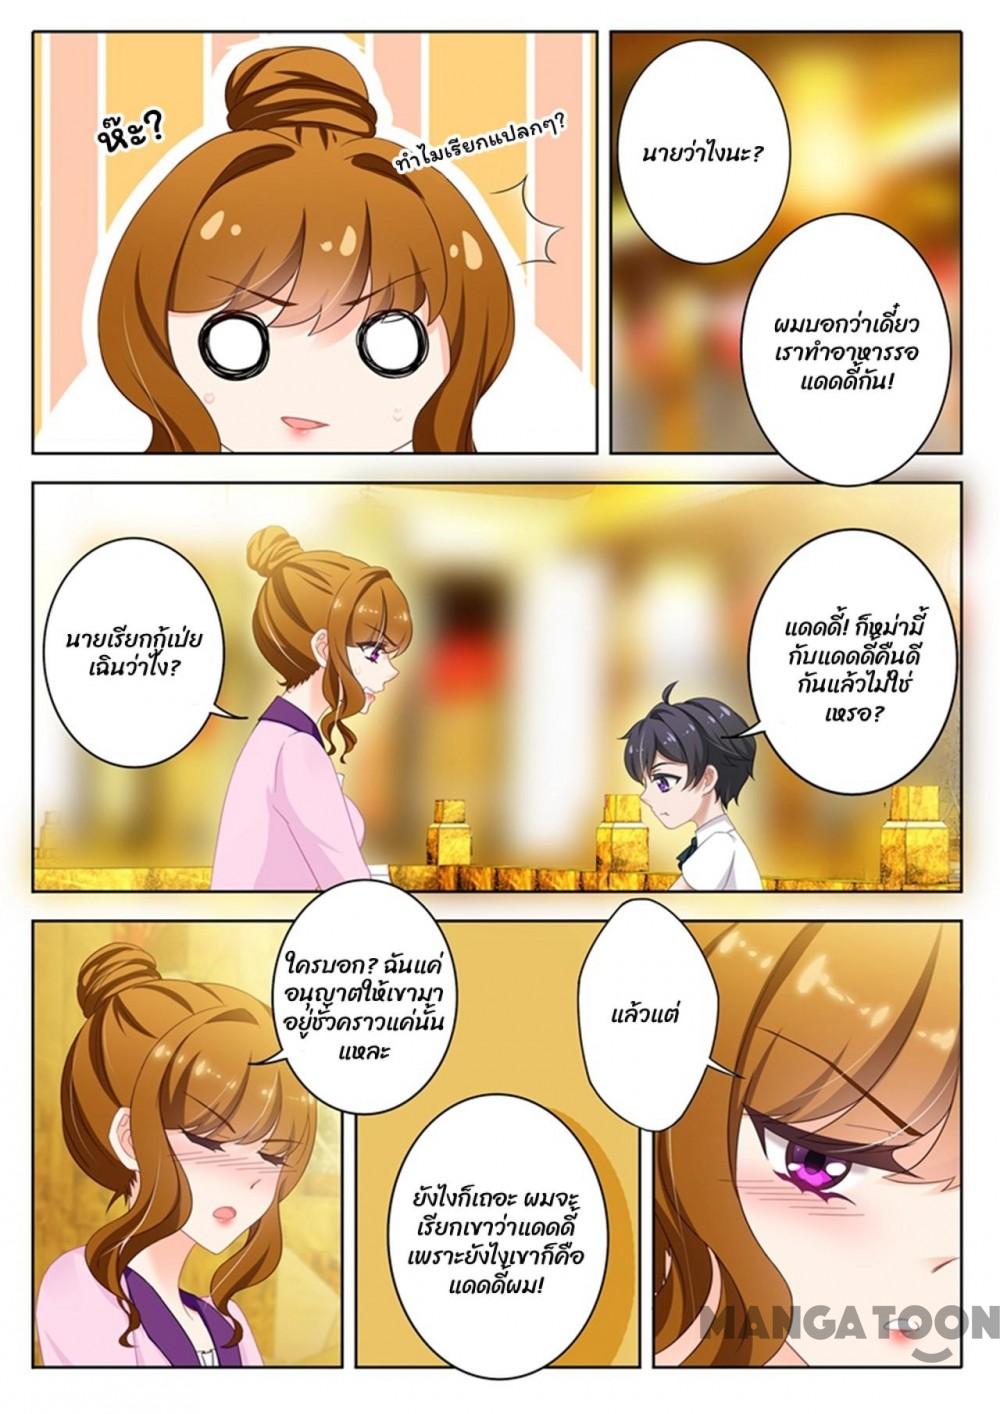 ห๊ะ?
ทำไมเรียกแปลกๆ?
นายว่าไงนะ?
ผมบอกว่าเดี๋ยว
เราทำอาหารรอ
แดดดี้กัน!
นายเรียกกู้เป่ย
เฉินว่าไง?
แดดดี้! ก็หม่ามี้
กับแดดดี้คืนดี
กันแล้วไม่ใช่
เหรอ?
ใครบอก? ฉันแค่
อนุญาตให้เขามา
อยู่ชั่วคราวแค่นั้น
แหละ
แล้วแต่
ยังไงก็เถอะ ผมจะ
เรียกเขาว่าแดดดี้
เพราะยังไงเขาก็คือ
แดดดี้ผม!
MANGATOON